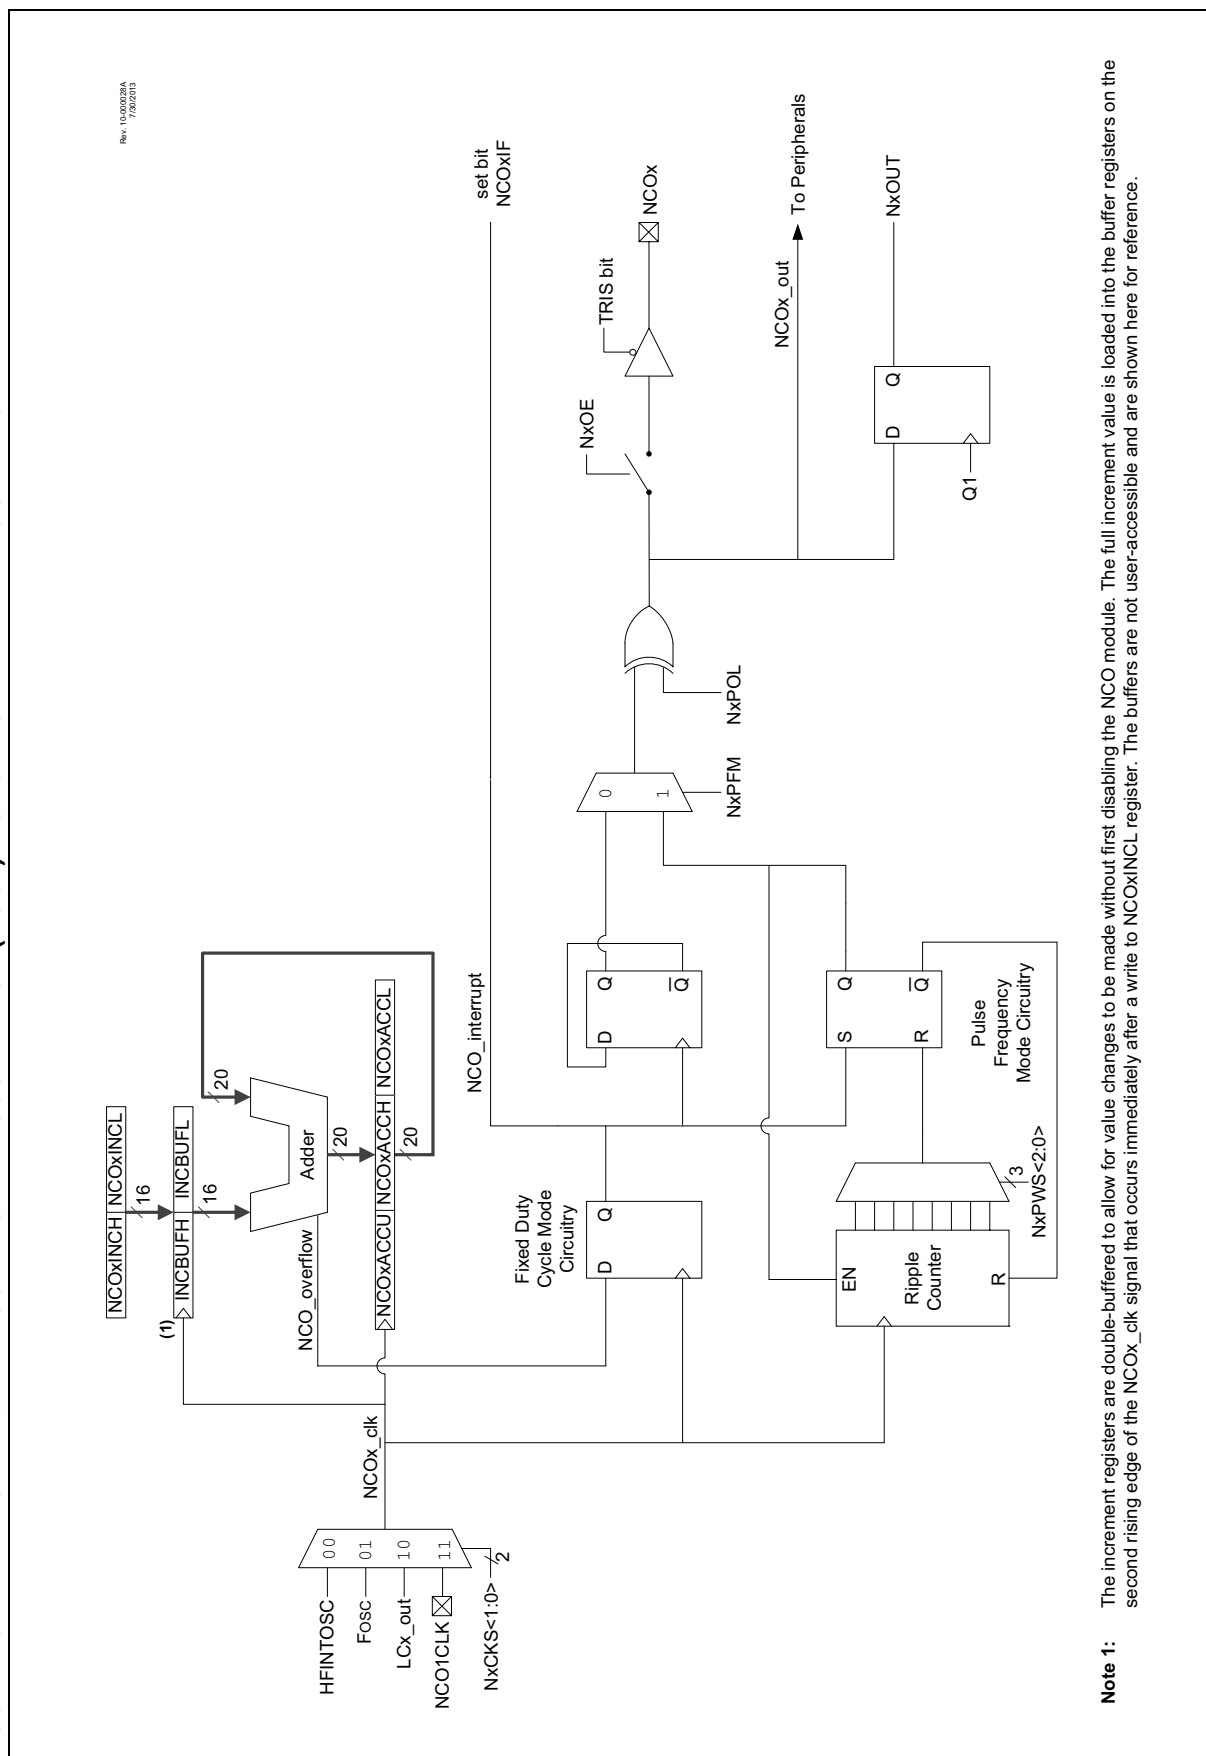 Rev. 10-000028A
7/30/2013
NCOxINCH NCOxINCL
16
(1)
INCBUFH INCBUFL
16
20
Adder
NCO_overflow
20
NCOxACCU NCOxACCH NCOxACCL
20
NCOx_clk
HFINTOSC
00
FOSC
01
LCx_out
10
NCO1CLK
11
NxCKS<1:0>
2
NCO_interrupt
set bit
NCOxIF
Fixed Duty
Cycle Mode
Circuitry
D
Q
D
Q
Q
0
1
NxPFM
NxPOL
NxOE
TRIS bit
NCOx
NCOx_out
To Peripherals
D
Q
Q1
NxOUT
EN
Ripple
Counter
R
NxPWS<2:0>
3
S
Q
R
Q
Pulse
Frequency
Mode Circuitry
Note 1: The increment registers are double-buffered to allow for value changes to be made without first disabling the NCO module. The full increment value is loaded into the buffer registers on the
second rising edge of the NCOx_clk signal that occurs immediately after a write to NCOxINCL register. The buffers are not user-accessible and are shown here for reference.